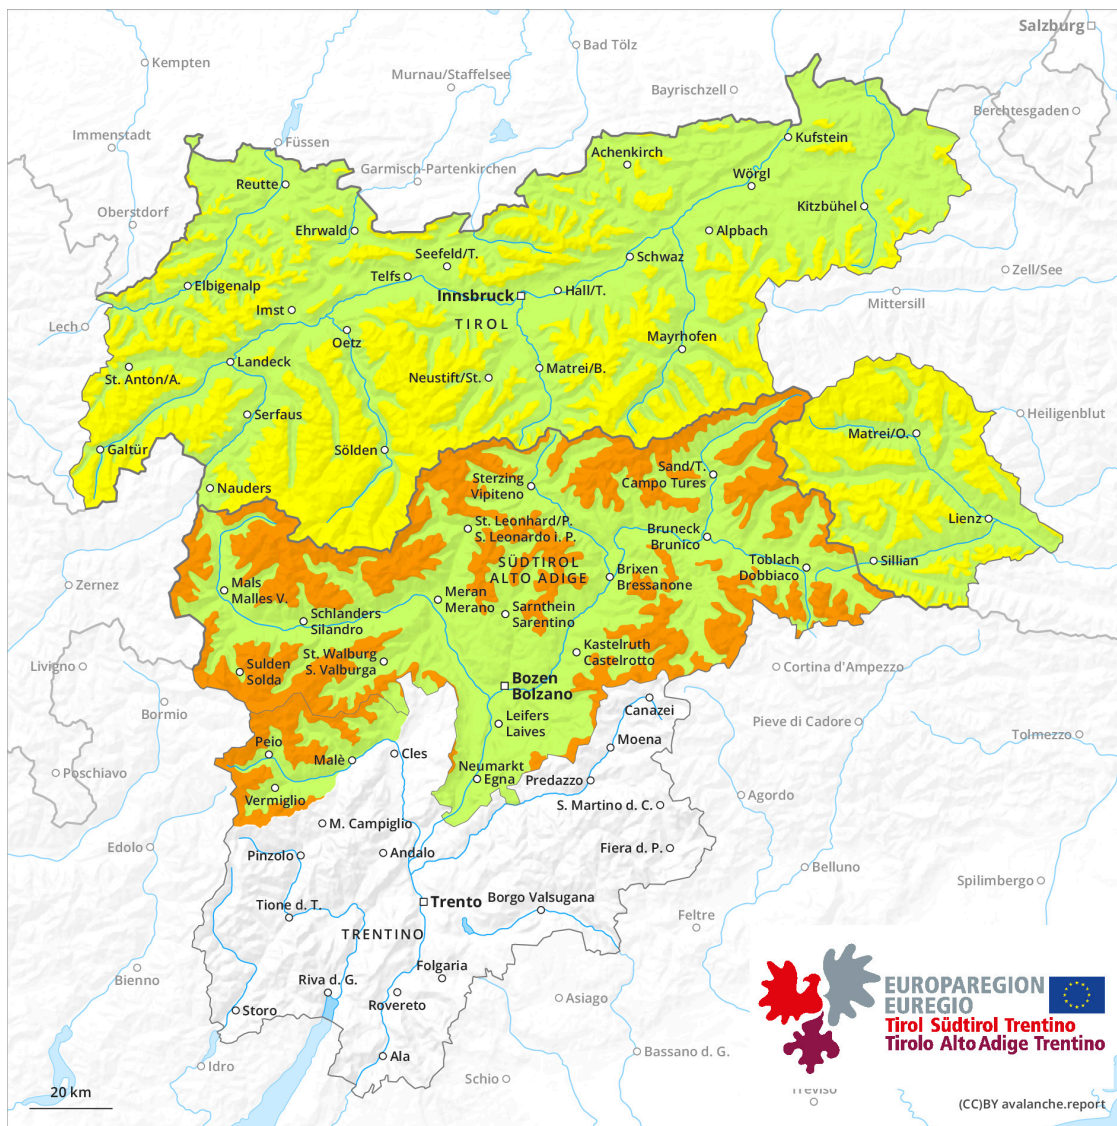 Salzburg
Bad Tölz
Kempten
Murnau/Staffelsee
Bayrischzell
Berchtesgaden
Immenstadt
Füssen
Kufstein
Achenkirch
Garmisch-Partenkirchen
Wörgl
Reutte
Oberstdorf
Kitzbühel
Ehrwald
Alpbach
Seefeld/T.
Schwaz
Zell/See
Telfs
Elbigenalp
Hall/T.
Innsbruck
Mittersill
Imst
TIROL
Lech
Oetz
Mayrhofen
Landeck
Matrei/B.
St. Anton/A.
Neustift/St.
Serfaus
Heiligenblut
Matrei/O.
Galtür
Sölden
Sand/T.
Campo Tures
Sterzing
Vipiteno
Nauders
Lienz
St. Leonhard/P.
S. Leonardo i. P.
Bruneck
Brunico
SÜDTIROL
ALTO ADIGE
Toblach
Dobbiaco
Sillian
Brixen
Bressanone
Zernez
Mals
Malles V.
Meran
Merano
Schlanders
Silandro
Sarnthein
Sarentino
Kastelruth
Castelrotto
St. Walburg
S. Valburga
Livigno
Sulden
Solda
Cortina d'Ampezzo
Bozen
Bolzano
Bormio
Canazei
Leifers
Laives
Pieve di Cadore
Tolmezzo
Peio
Moena
Cles
Malè
Poschiavo
Neumarkt
Egna
Predazzo
Vermiglio
Agordo
S. Martino d. C.
M. Campiglio
Edolo
Fiera d. P.
Pinzolo
Andalo
Belluno
Spilimbergo
Trento
Borgo Valsugana
Tione d. T.
Feltre
TRENTINO
Bienno
Folgaria
Riva d. G.
Rovereto
Asiago
Storo
EUROPAREGION
EUREGIO
Tirol Südtirol Trentino
Tirolo Alto Adige Trentino
Ala
Bassano d. G.
Idro
Schio
Treviso
20 km
(CC)BY avalanche.report